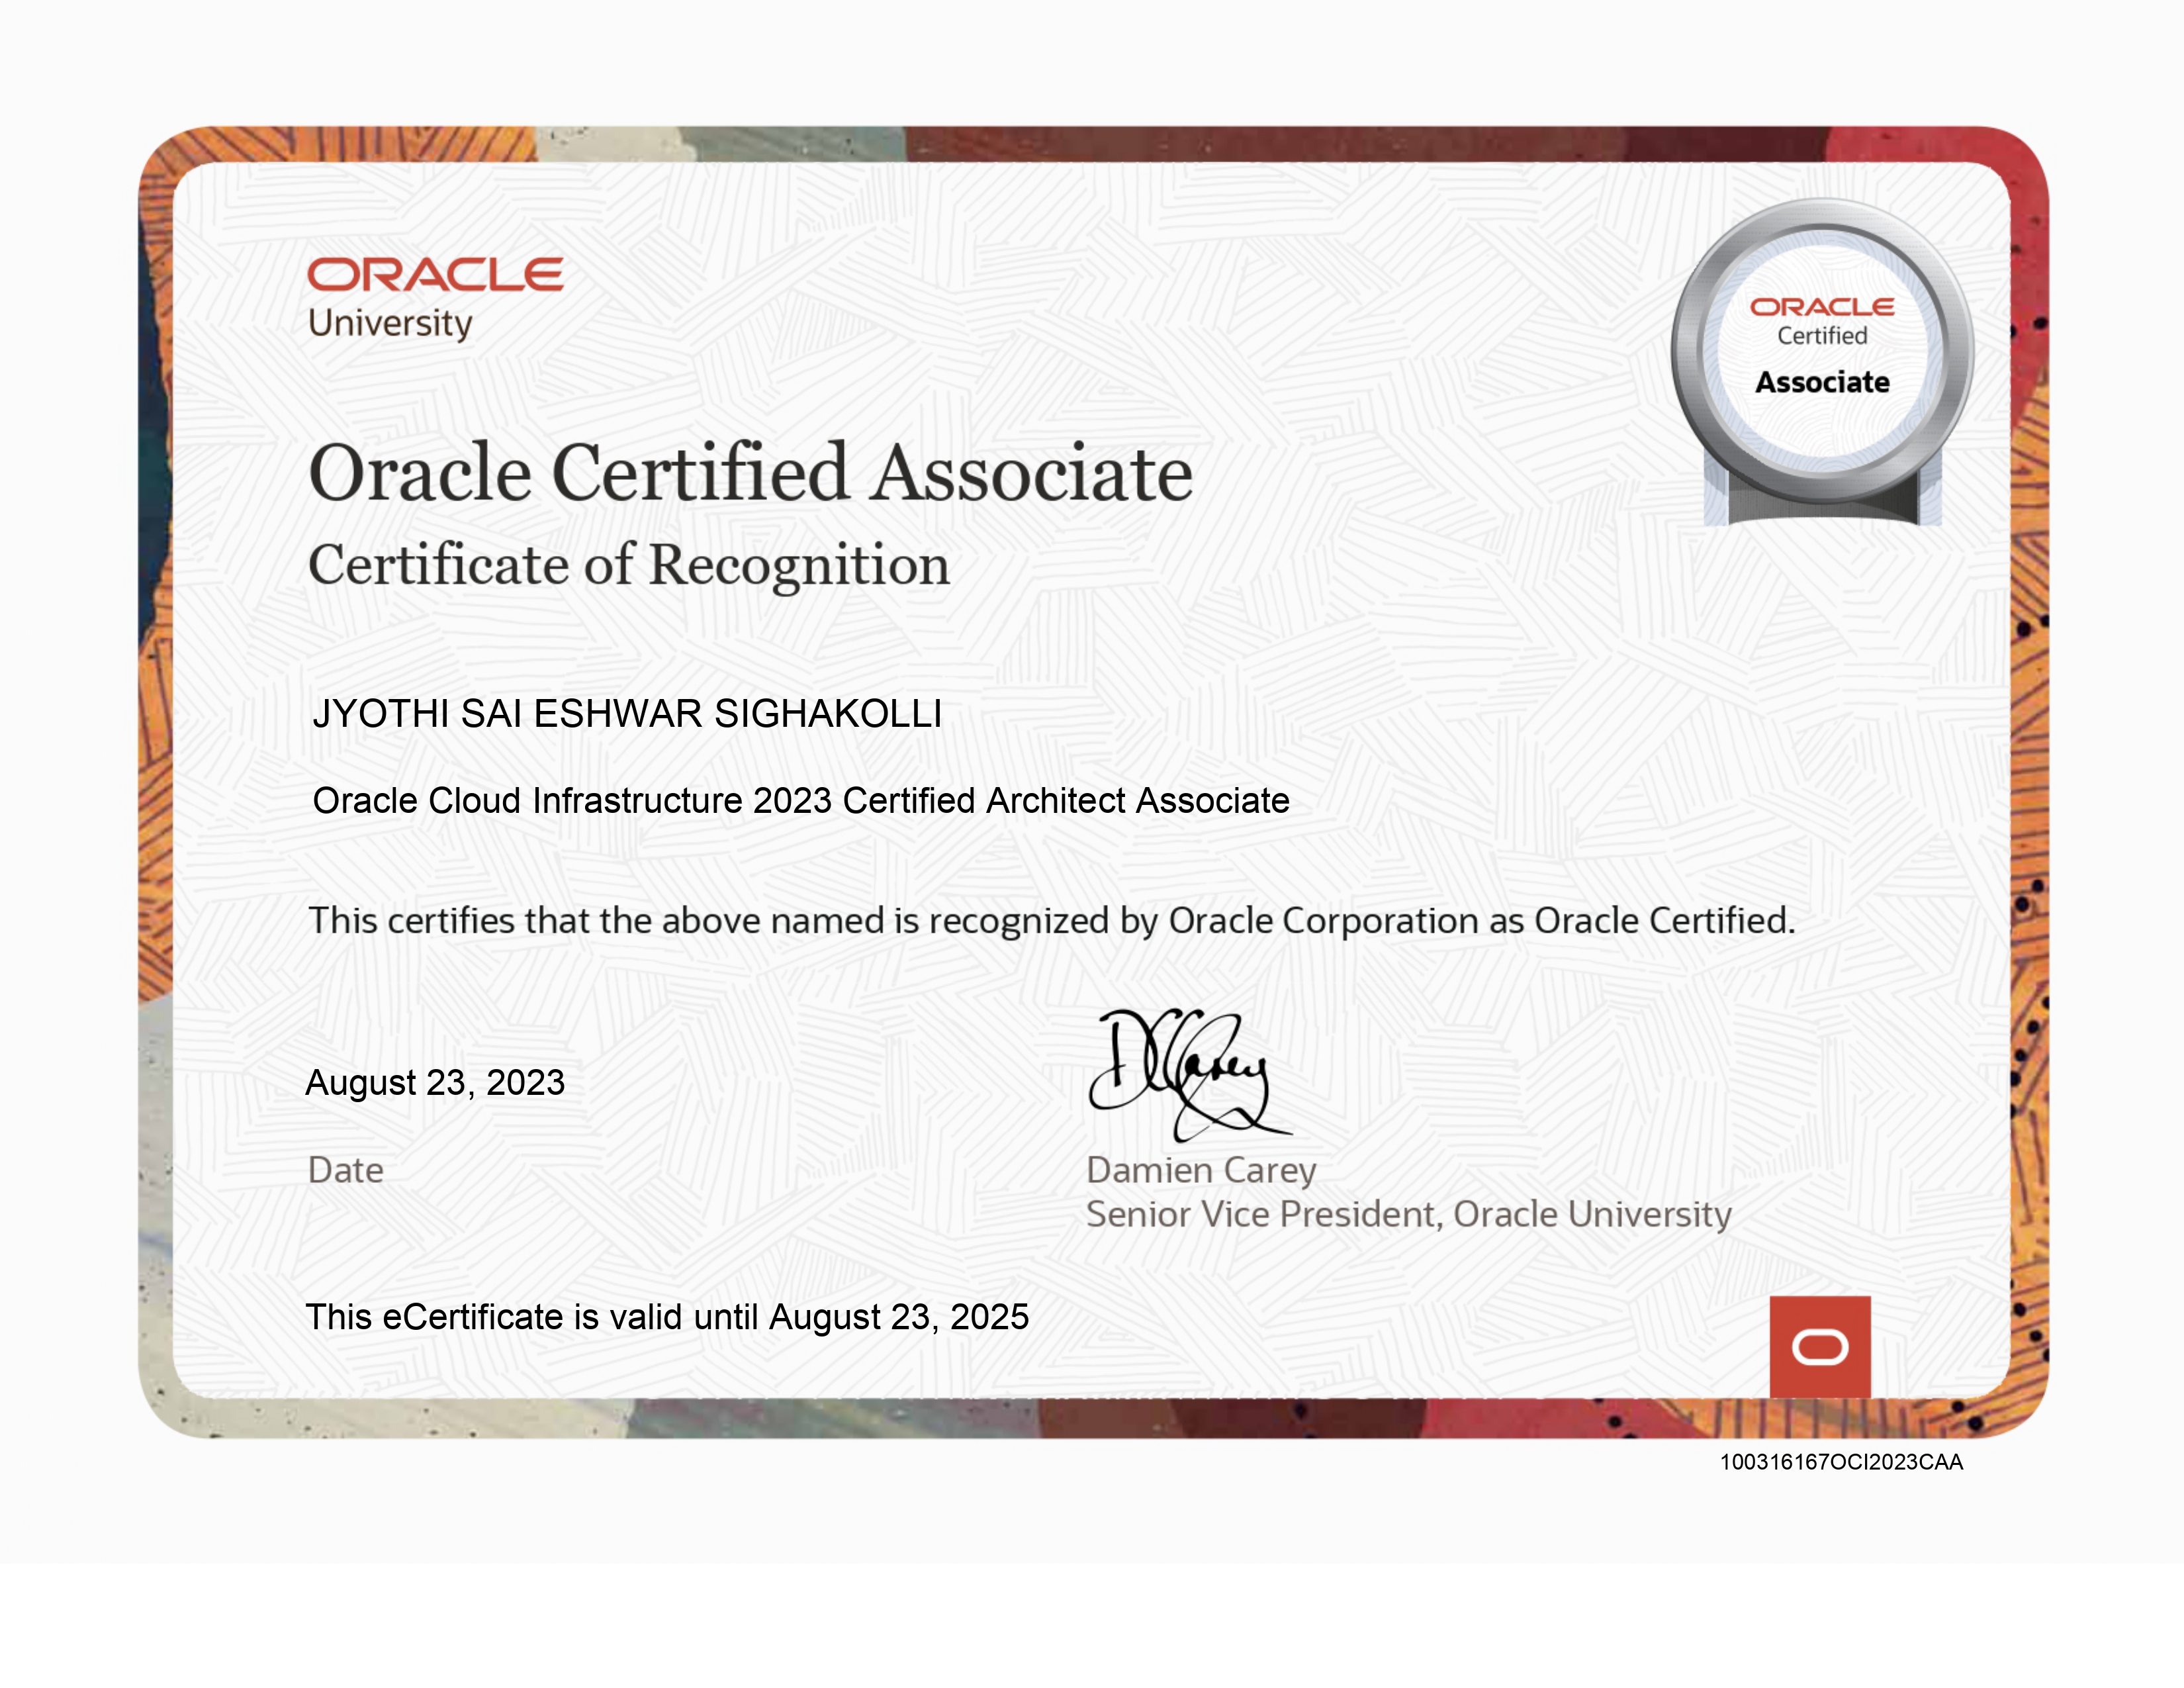 ORACLE
University
ORACLE
Certified
Associate
Oracle Certified Associate
Certificate of Recognition
JYOTHI SAI ESHWAR SIGHAKOLLI
Oracle Cloud Infrastructure 2023 Certified Architect Associate
This certifies that the above named is recognized by Oracle Corporation as Oracle Certified.
DCarey
August 23, 2023
Date
Damien Carey
Senior Vice President, Oracle University
This eCertificate is valid until August 23, 2025
100316167OCI2023CAA